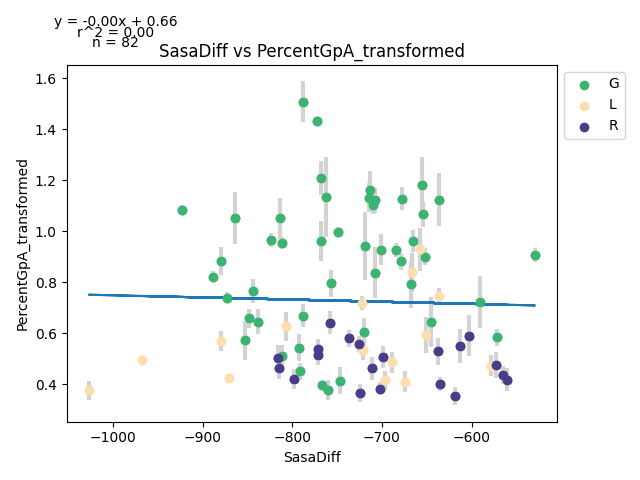 y = -0.00x + 0.66
r^2 = 0.00
n = 82
SasaDiff vs PercentGpA_transformed
G
L
R
1.6
1.4
1.2
1.0
0.8
0.6
0.4
PercentGpA_transformed
−1000
−900
−800
−700
−600
SasaDiff